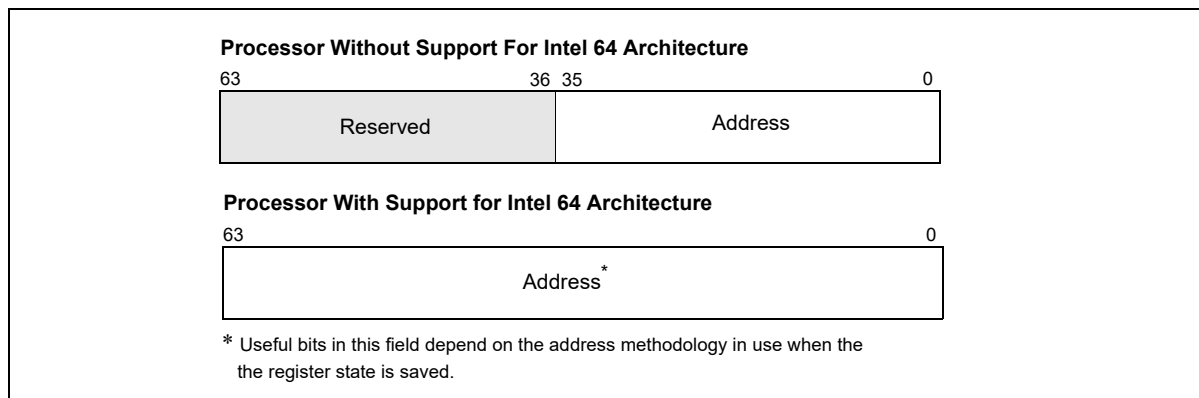 Processor Without Support For Intel 64 Architecture
63 36 35 0
Reserved Address
Processor With Support for Intel 64 Architecture
63 0
Address*
* Useful bits in this field depend on the address methodology in use when the
the register state is saved.